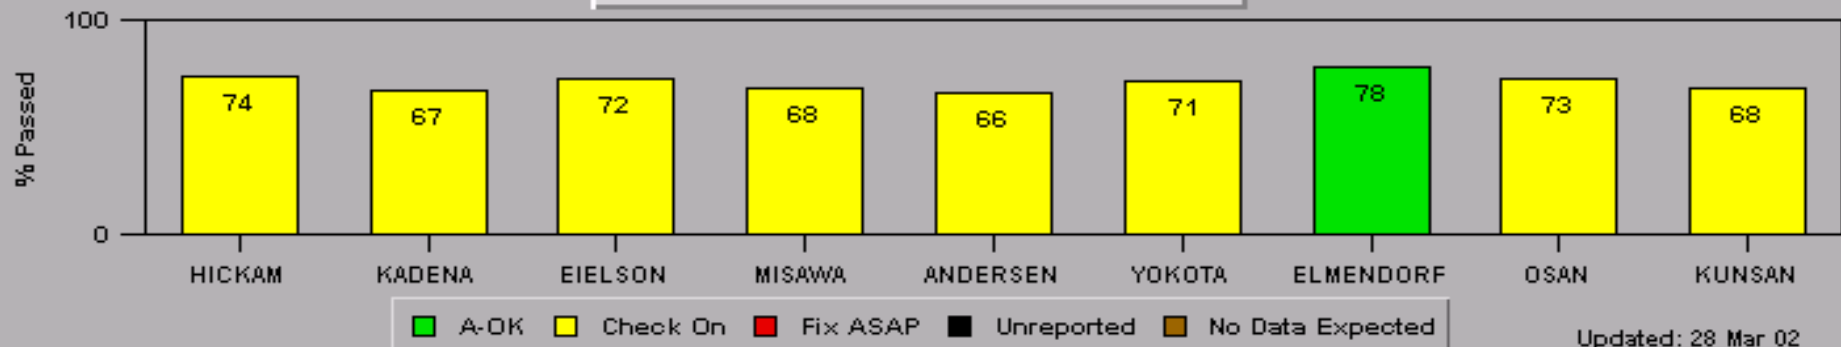 100
% Passed
0
74
67
72
68
66
71
78
73
68
HICKAM
KADENA
EIELSON
MISAWA
ANDERSEN
YOKOTA
ELMENDORF
OSAN
KUNSAN
A-OK
Check On
Fix ASAP
Unreported
No Data Expected
Updated: 28 Mar 02